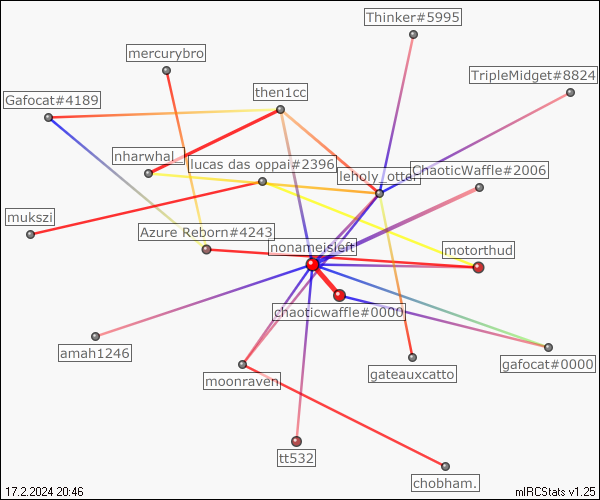 Thinker#5995
mercurybro
TripleMidget#8824
then1cc
Gafocat#4189
nharwhal_
lucas das oppai#2396
leholy_otter
ChaoticWaffle#2006
mukszi
Azure Reborn#4243
nonameisleft
motorthud
chaoticwaffle#0000
amah1246
gafocat#0000
moonraven
gateauxcatto
tt532
chobham.
17.2.2024 20:46
mIRCStats v1.25